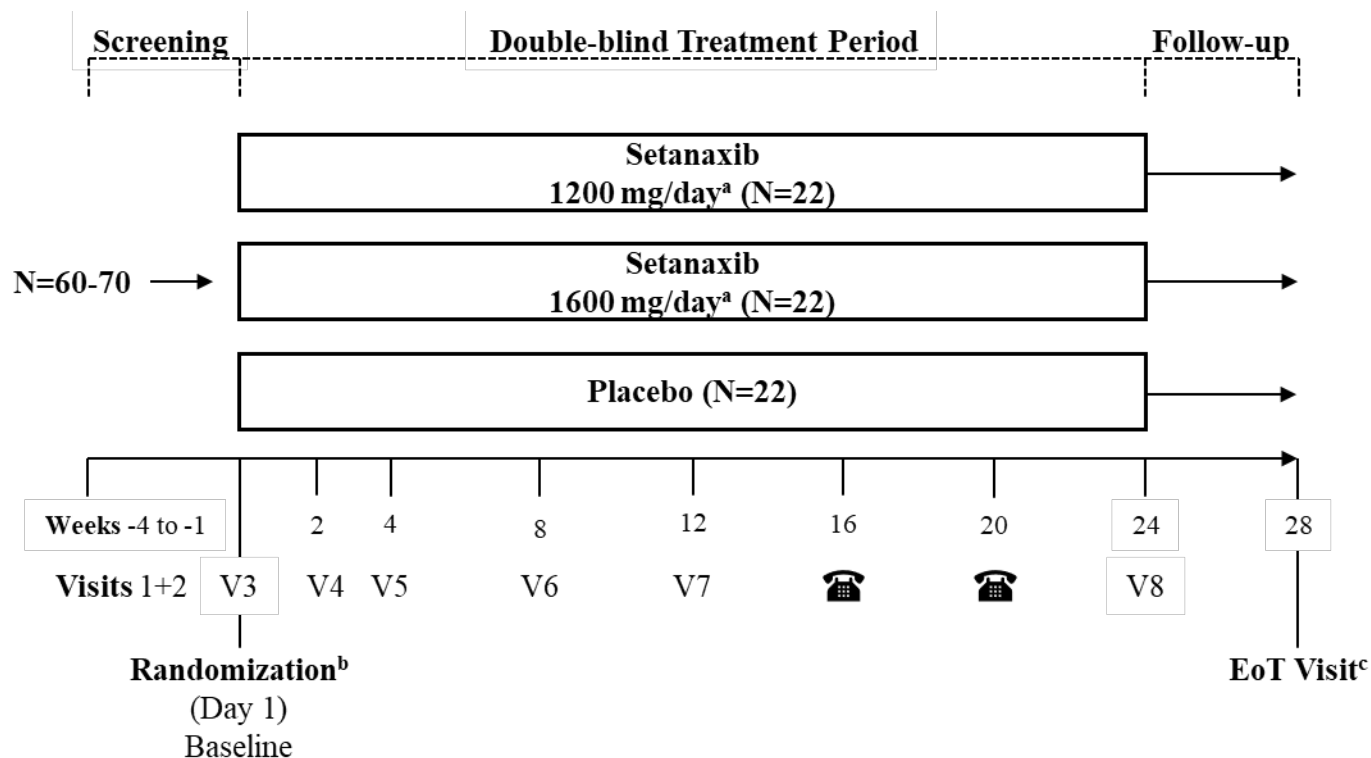 Screening Double-blind Treatment Period Follow-up
Setanaxib
1200 mg/dayᵃ (N=22)
N=60-70
Setanaxib
1600 mg/dayᵃ (N=22)
Placebo (N=22)
Weeks -4 to -1 2 4 8 12 16 20 24 28
Visits 1+2 V3 V4 V5 V6 V7 V8
Randomizationᵇ
(Day 1)
Baseline
EoT Visitᶜ